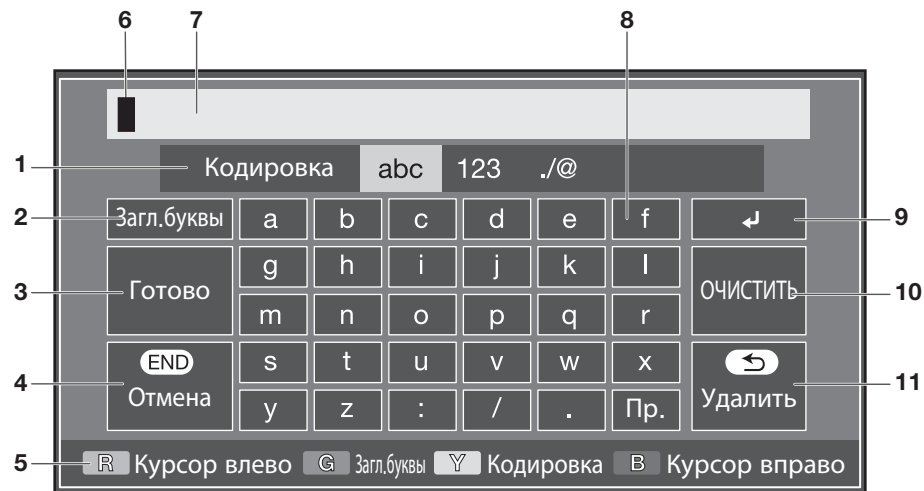 6 7 8
1 Кодировка abc 123 ./@
2 Загл.буквы a b c d e f ↲ 9
g h i j k l
3 Готово ОЧИСТИТЬ 10
m n o p q r
END s t u v w x
4 Отмена Удалить 11
y z : / . Пр.
5 R Курсор влево G Загл.буквы Y Кодировка B Курсор вправо